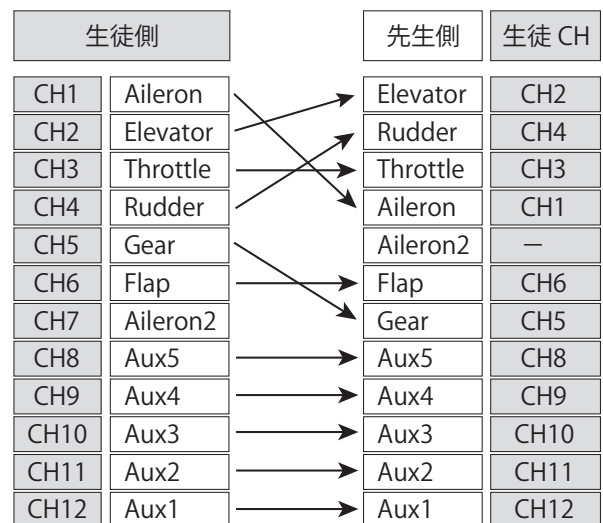 生徒側 先生側 生徒 CH
CH1 Aileron Elevator CH2
CH2 Elevator Rudder CH4
CH3 Throttle Throttle CH3
CH4 Rudder Aileron CH1
CH5 Gear Aileron2 −
CH6 Flap Flap CH6
CH7 Aileron2 Gear CH5
CH8 Aux5 Aux5 CH8
CH9 Aux4 Aux4 CH9
CH10 Aux3 Aux3 CH10
CH11 Aux2 Aux2 CH11
CH12 Aux1 Aux1 CH12